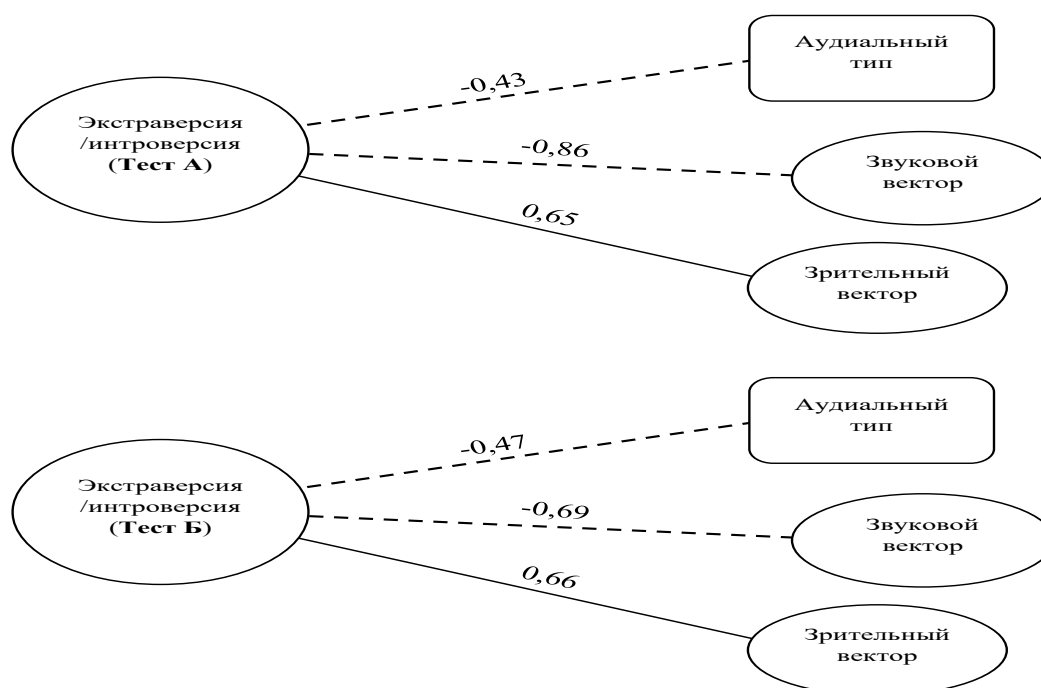 Аудиальный
тип
-0,43
Экстраверсия
/интроверсия
(Тест А)
-0,86
Звуковой
вектор
0,65
Зрительный
вектор
Аудиальный
тип
-0,47
Экстраверсия
/интроверсия
(Тест Б)
-0,69
Звуковой
вектор
0,66
Зрительный
вектор